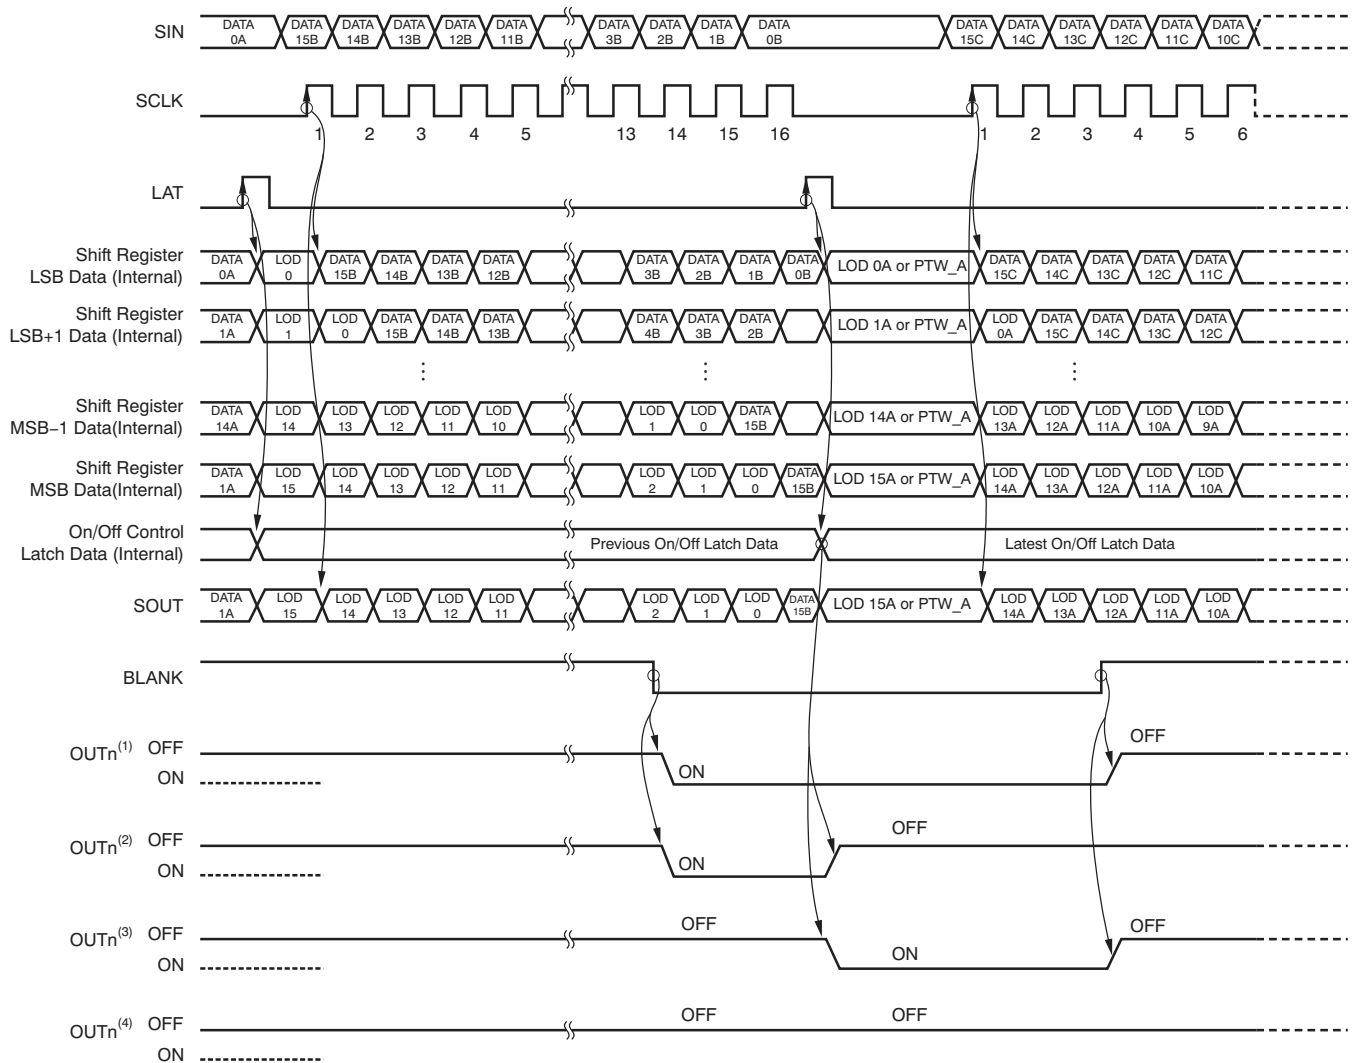 SIN DATA 0A DATA 15B DATA 14B DATA 13B DATA 12B DATA 11B DATA 3B DATA 2B DATA 1B DATA 0B DATA 15C DATA 14C DATA 13C DATA 12C DATA 11C DATA 10C
SCLK
1 2 3 4 5 13 14 15 16 1 2 3 4 5 6
LAT
Shift Register
LSB Data (Internal)
DATA 0A LOD 0 DATA 15B DATA 14B DATA 13B DATA 12B DATA 3B DATA 2B DATA 1B DATA 0B LOD 0A or PTW_A DATA 15C DATA 14C DATA 13C DATA 12C DATA 11C
Shift Register
LSB+1 Data (Internal)
DATA 1A LOD 1 LOD 0 DATA 15B DATA 14B DATA 13B DATA 4B DATA 3B DATA 2B LOD 1A or PTW_A LOD 0A DATA 15C DATA 14C DATA 13C DATA 12C
Shift Register
MSB−1 Data(Internal)
DATA 14A LOD 14 LOD 13 LOD 12 LOD 11 LOD 10 LOD 1 LOD 0 DATA 15B LOD 14A or PTW_A LOD 13A LOD 12A LOD 11A LOD 10A LOD 9A
Shift Register
MSB Data(Internal)
DATA 1A LOD 15 LOD 14 LOD 13 LOD 12 LOD 11 LOD 2 LOD 1 LOD 0 DATA 15B LOD 15A or PTW_A LOD 14A LOD 13A LOD 12A LOD 11A LOD 10A
On/Off Control
Latch Data (Internal)
Previous On/Off Latch Data Latest On/Off Latch Data
SOUT DATA 1A LOD 15 LOD 14 LOD 13 LOD 12 LOD 11 LOD 2 LOD 1 LOD 0 DATA 15B LOD 15A or PTW_A LOD 14A LOD 13A LOD 12A LOD 11A LOD 10A
BLANK
OUTn(1) OFF OFF
ON ON
OUTn(2) OFF OFF
ON ON
OUTn(3) OFF OFF OFF
ON ON
OUTn(4) OFF OFF OFF
ON